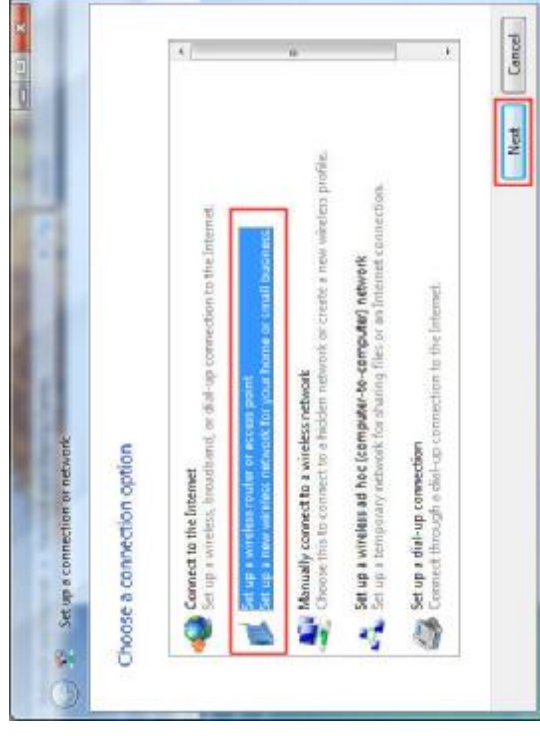 Set up a connection or network
Choose a connection option
Connect to the Internet
Set up a wireless, broadband, or dial-up connection to the Internet.
Set up a wireless router or access point
Set up a new wireless network for your home or small business.
Manually connect to a wireless network
Choose this to connect to a hidden network or create a new wireless profile.
Set up a wireless ad hoc (computer-to-computer) network
Set up a temporary network for sharing files or an Internet connection.
Set up a dial-up connection
Connect through a dial-up connection to the Internet.
Next
Cancel